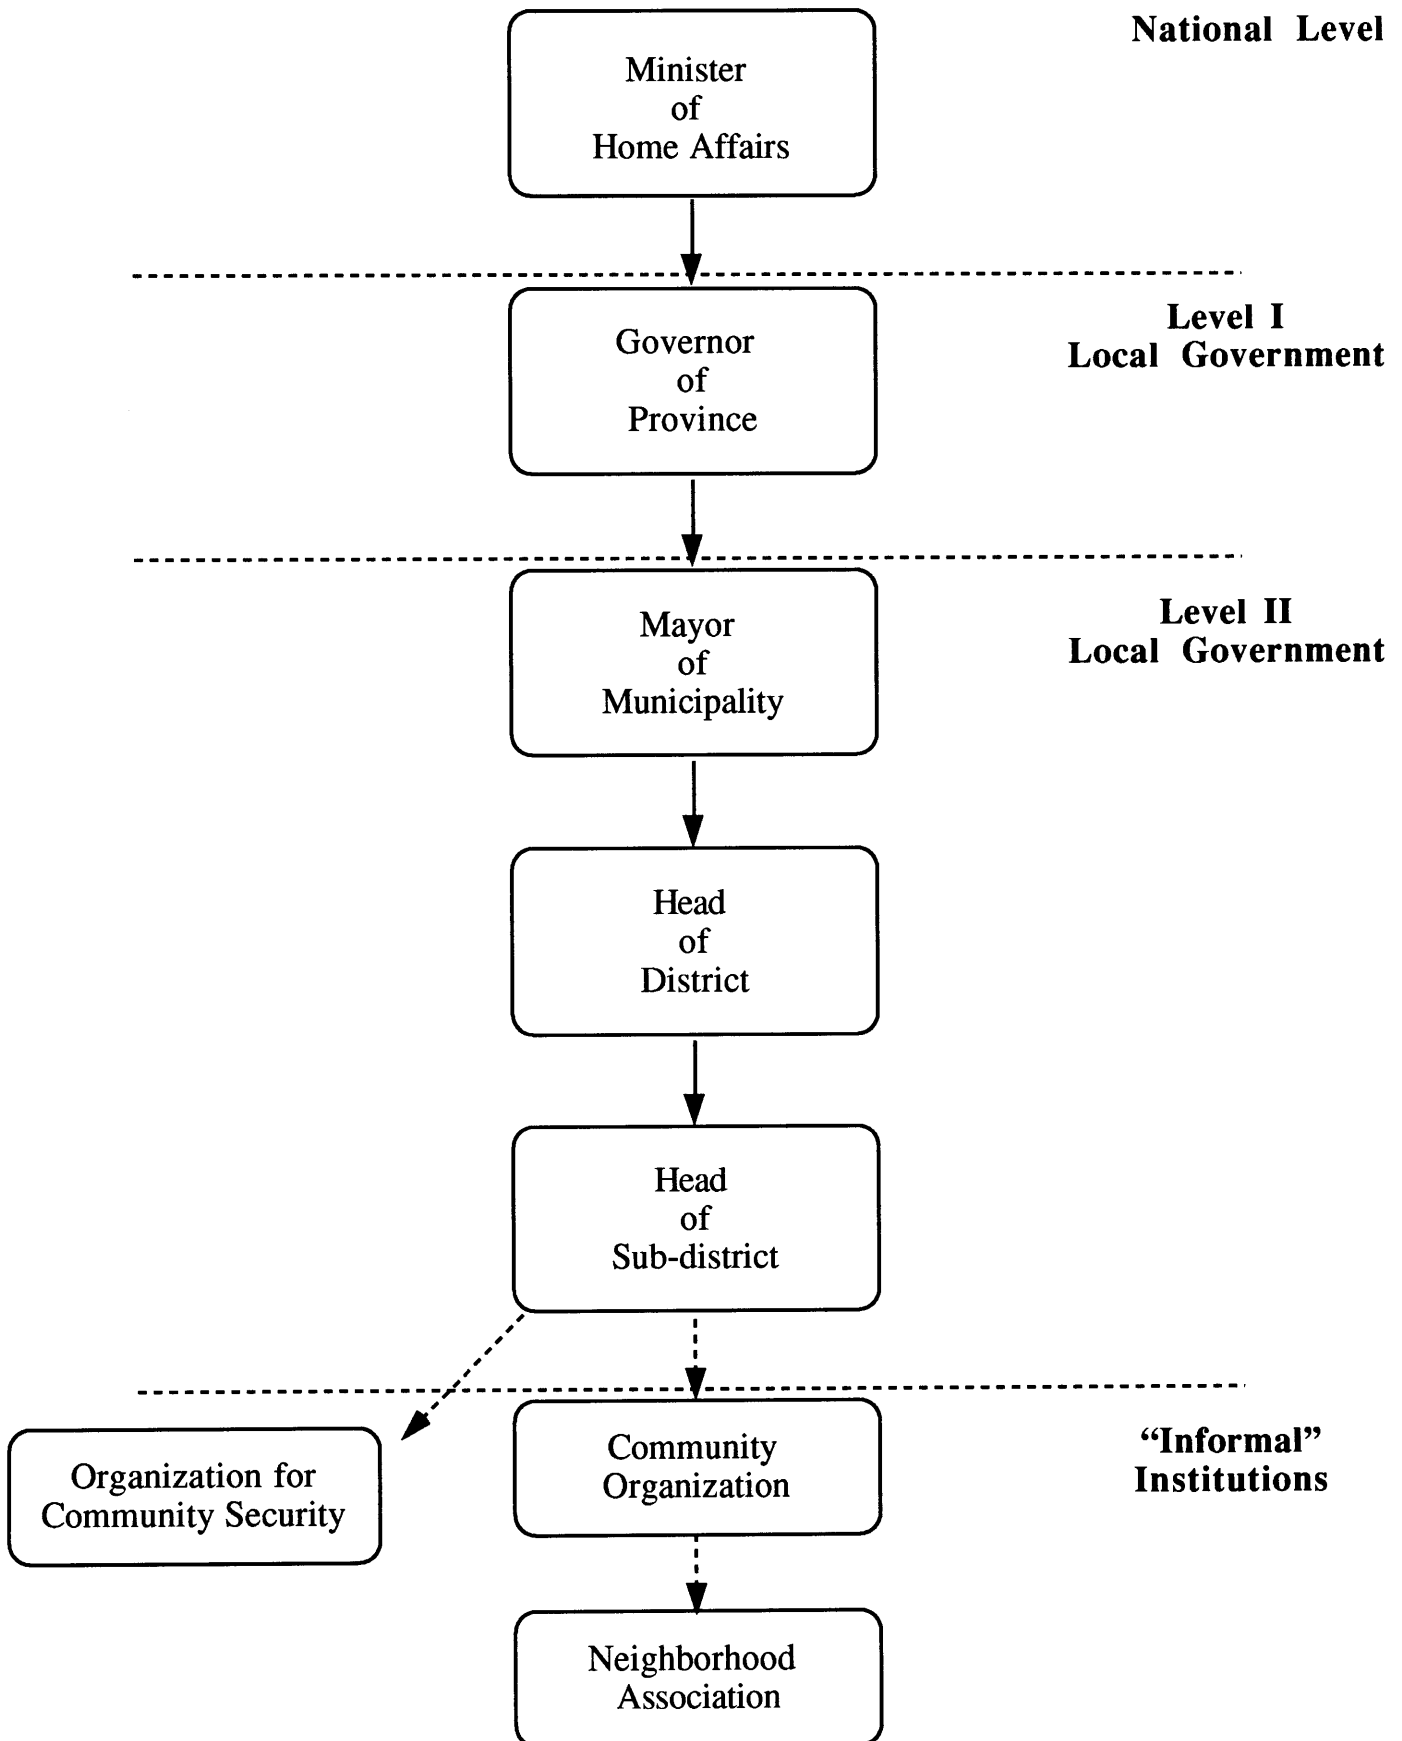 National Level
Minister
of
Home Affairs
Level I
Local Government
Governor
of
Province
Level II
Local Government
Mayor
of
Municipality
Head
of
District
Head
of
Sub-district
“Informal”
Institutions
Community
Organization
Organization for
Community Security
Neighborhood
Association